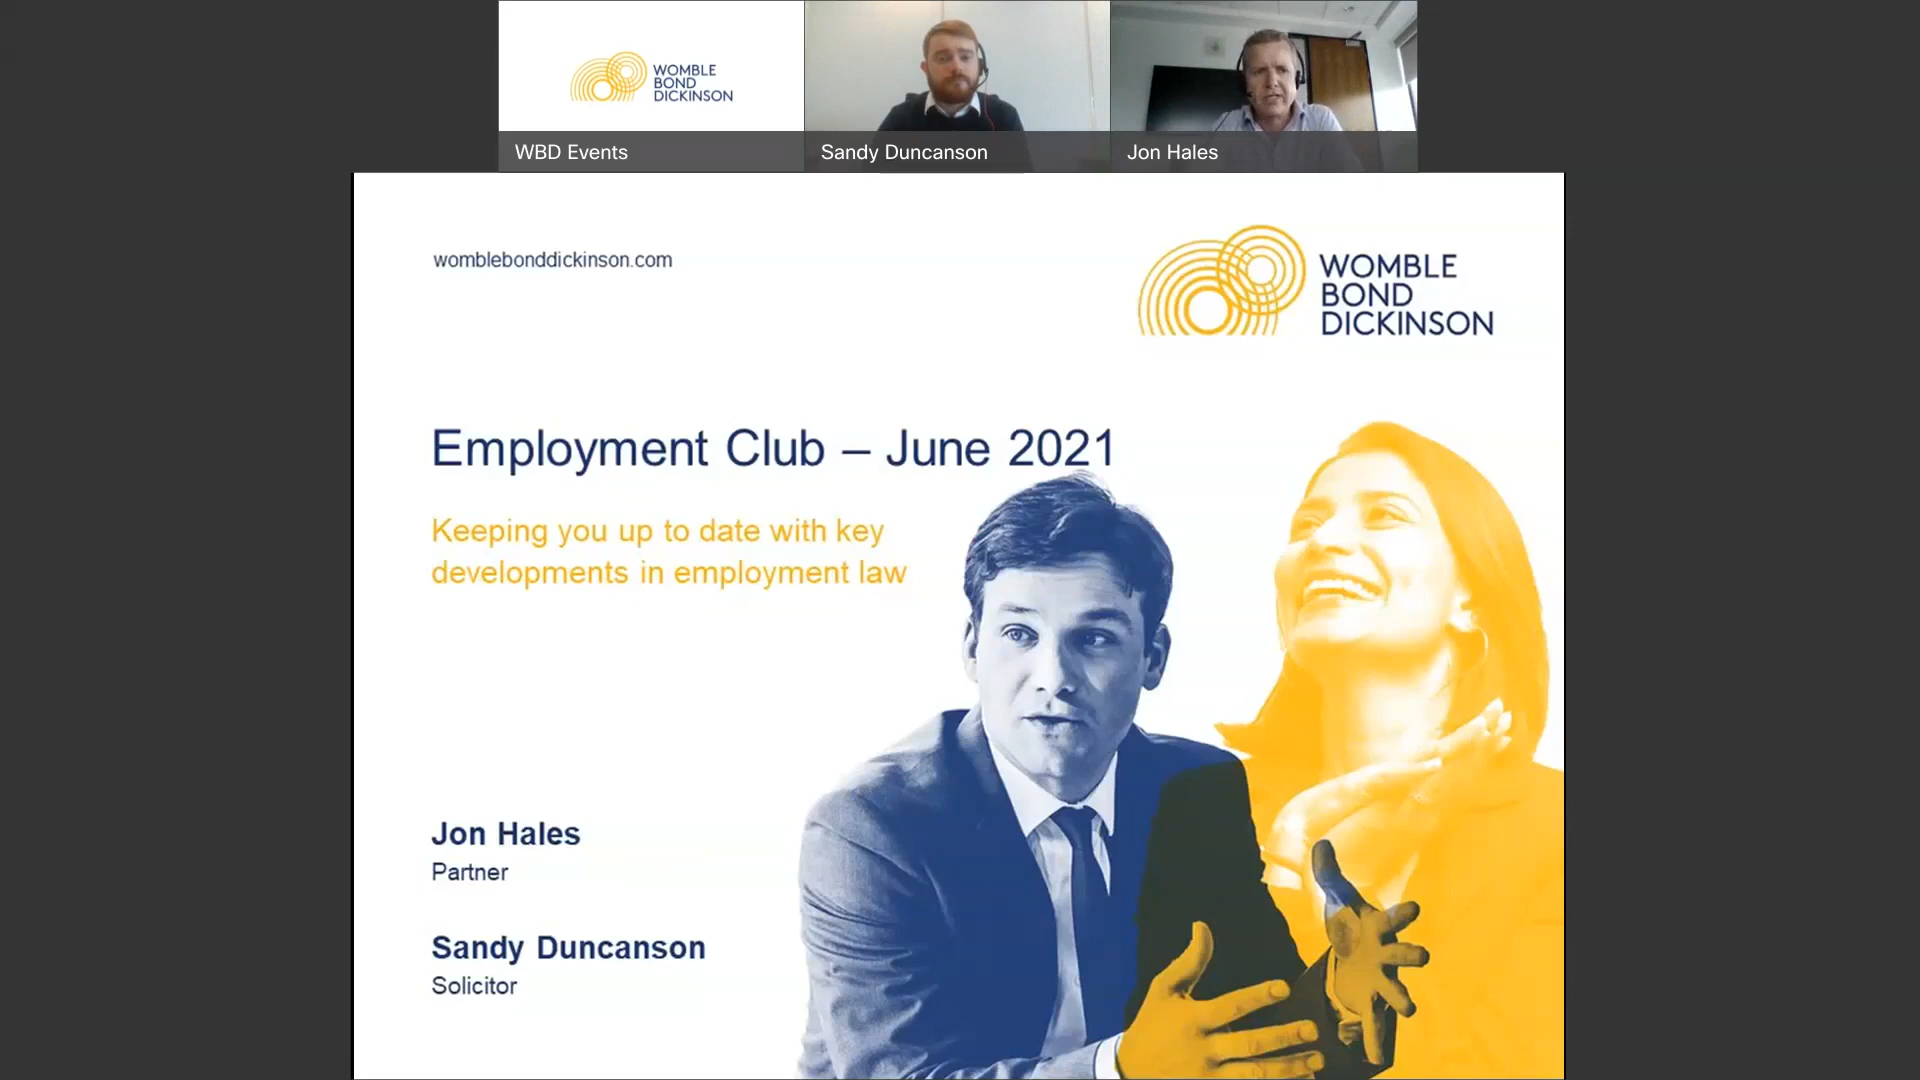 WOMBLE
BOND
DICKINSON
WBD Events
Sandy Duncanson
Jon Hales
womblebonddickinson.com
WOMBLE
BOND
DICKINSON
Employment Club – June 2021
Keeping you up to date with key
developments in employment law
Jon Hales
Partner
Sandy Duncanson
Solicitor